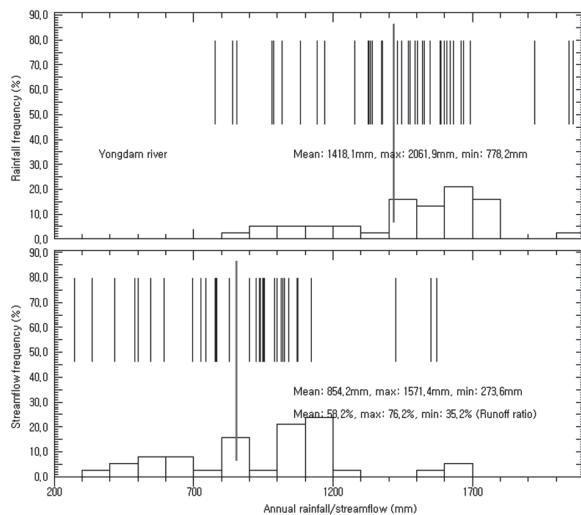 90,0
80,0
70,0
60,0
50,0
40,0
30,0
20,0
10,0
0,0
Rainfall frequency (%)
Yongdam river
Mean: 1418,1mm, max: 2061,9mm, min: 778,2mm
90,0
80,0
70,0
60,0
50,0
40,0
30,0
20,0
10,0
0,0
Streamflow frequency (%)
Mean: 854,2mm, max: 1571,4mm, min: 273,6mm
Mean: 58,2%, max: 76,2%, min: 35,2% (Runoff ratio)
200 700 1200 1700
Annual rainfall/streamflow (mm)